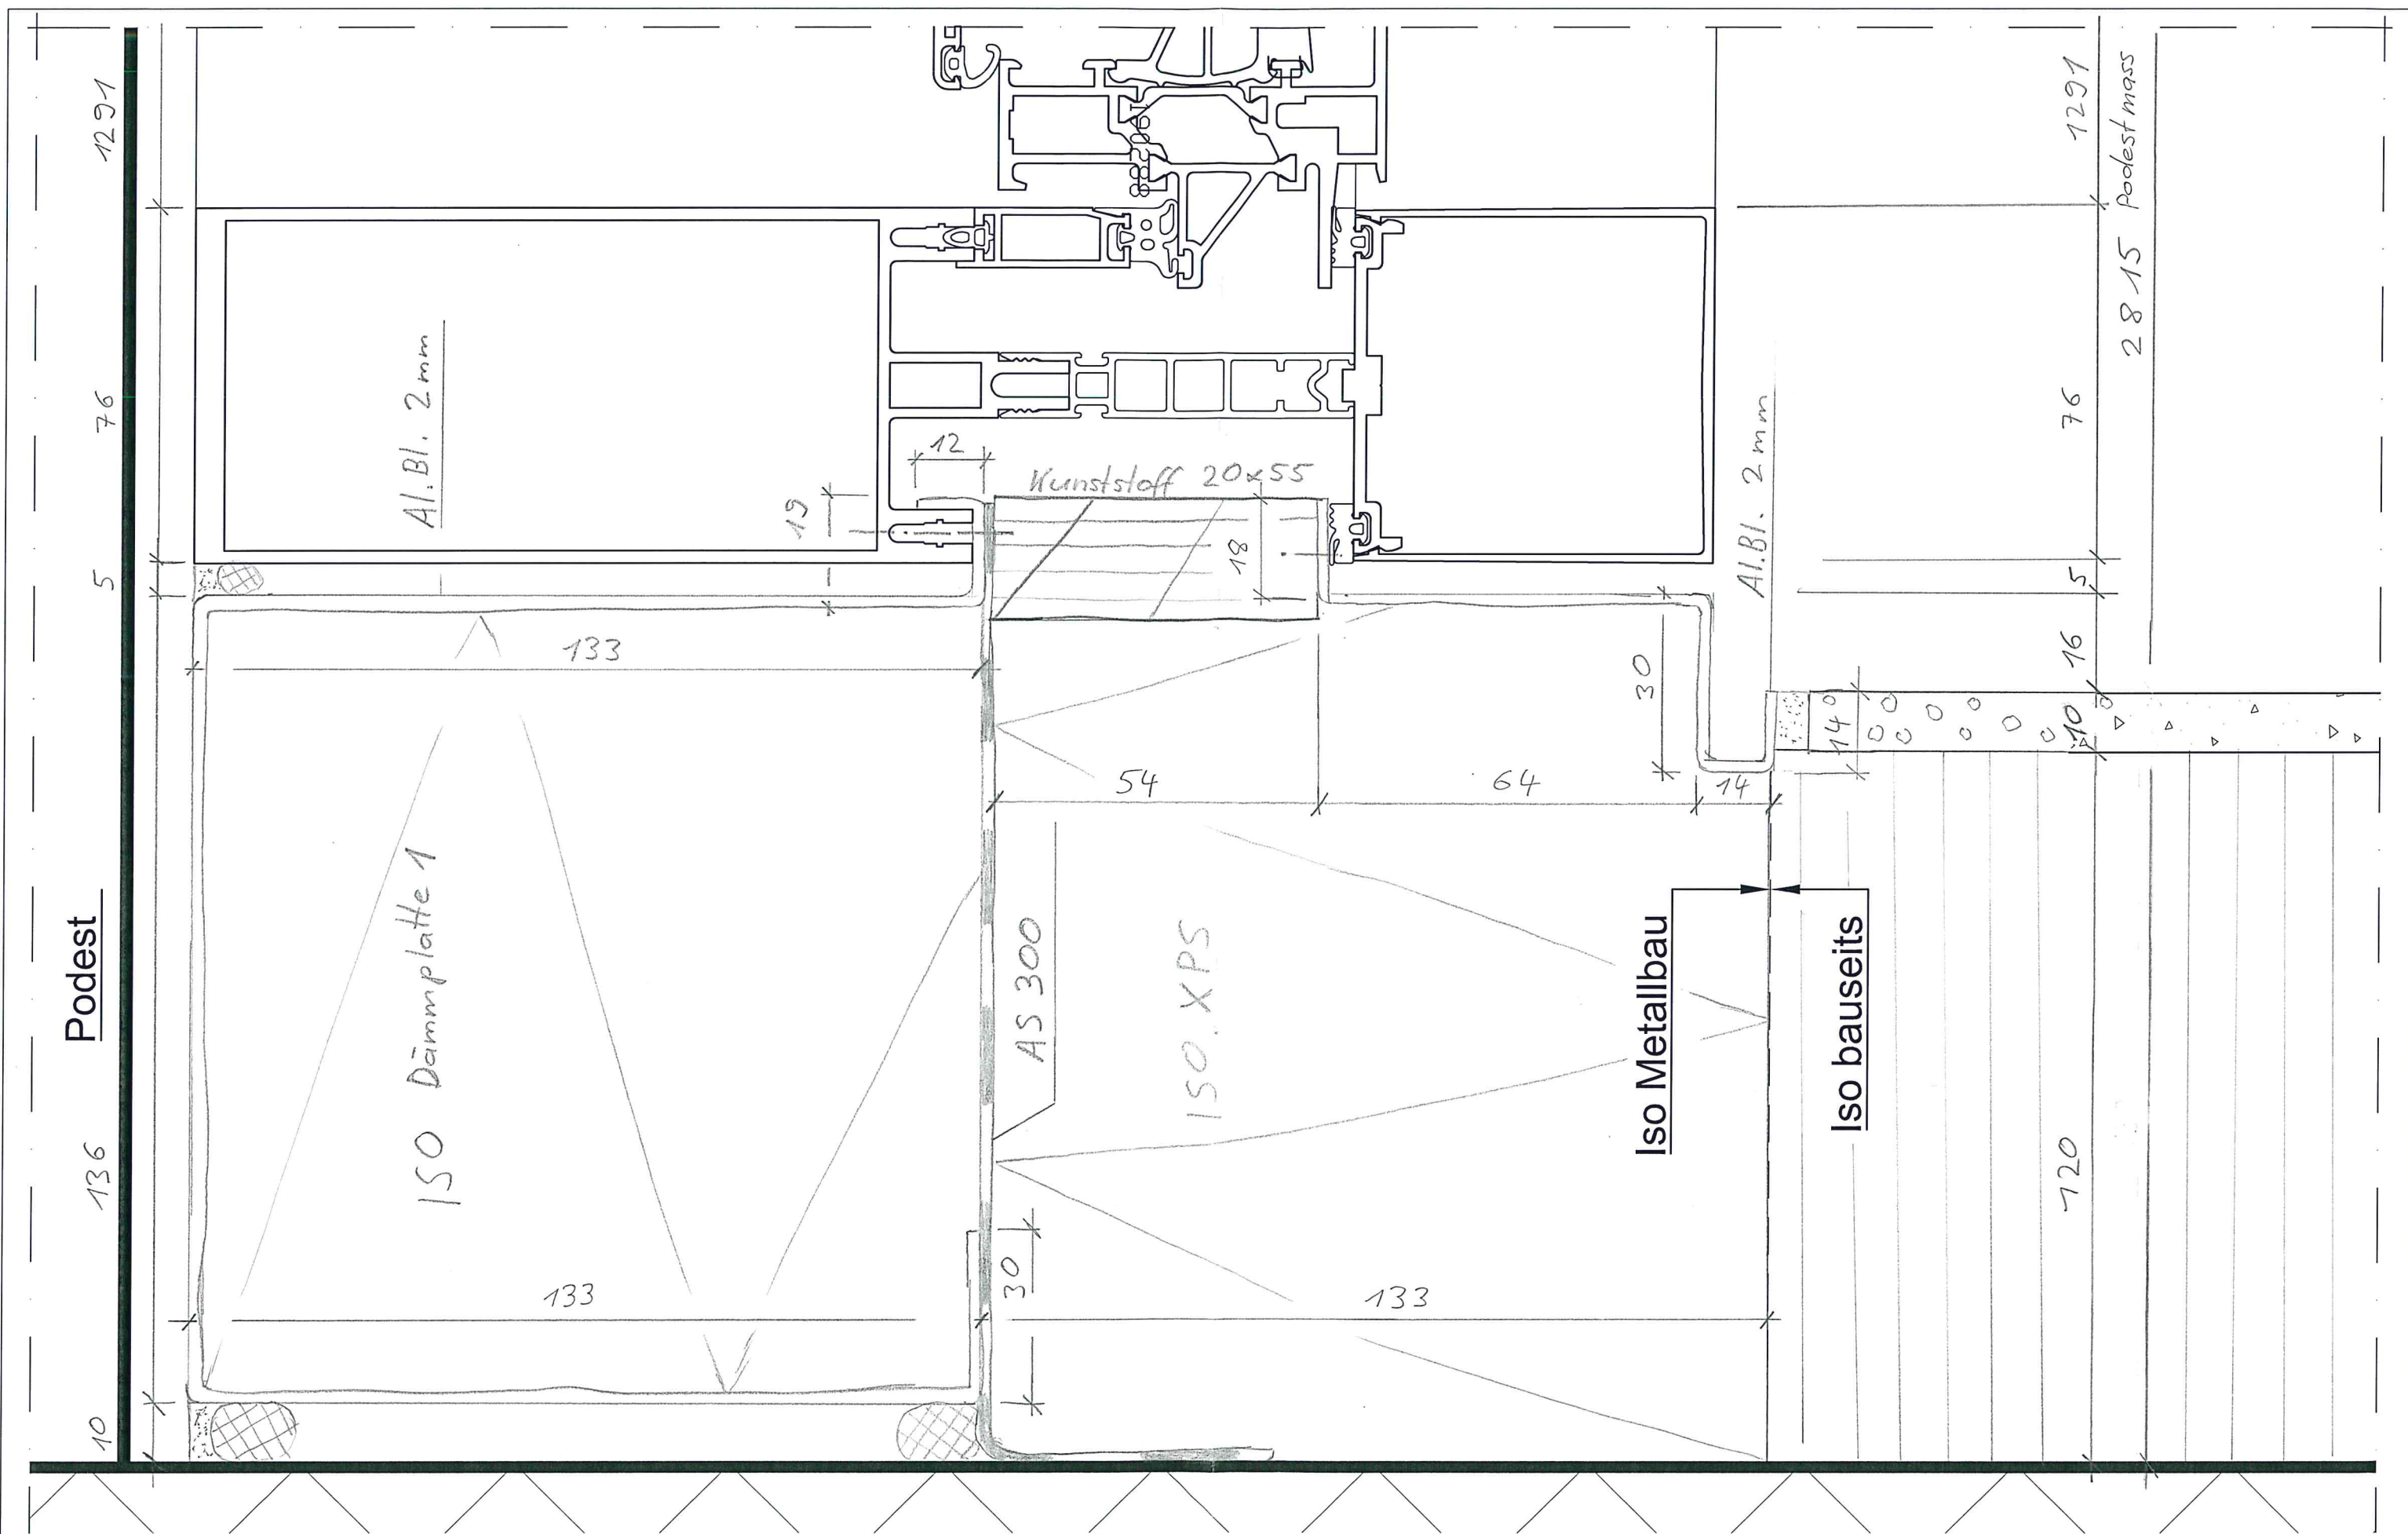 1291
76
5
136
10
Podest
Al.Bl. 2mm
19
12
Kunststoff 20x55
18
133
ISO Dämmplatte 1
133
30
AS 300
ISO. XPS
54
64
14
30
133
Iso Metallbau
Iso bauseits
Al.Bl. 2mm
14
1291
76
5
16
10
120
2815 Podestmass